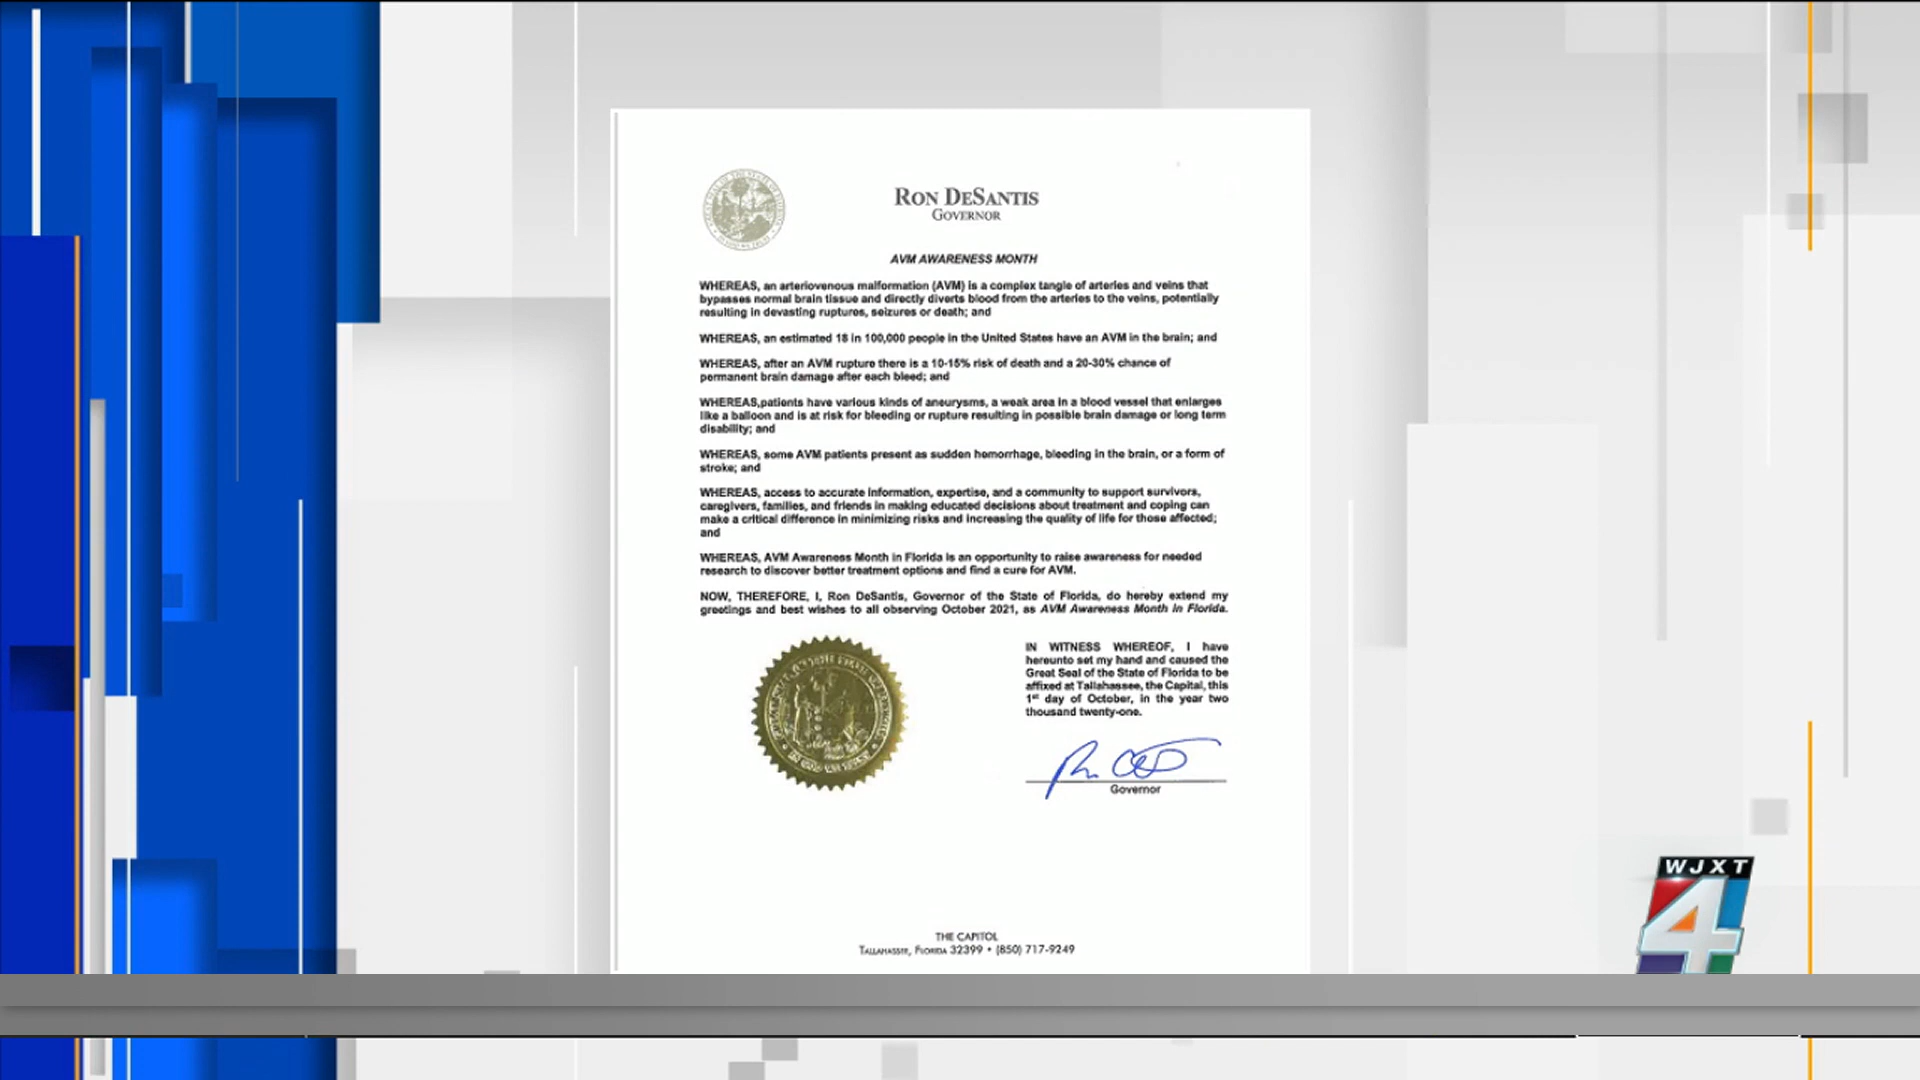 RON DESANTIS
GOVERNOR
AVM AWARENESS MONTH
WHEREAS, an arteriovenous malformation (AVM) is a complex tangle of arteries and veins that
bypasses normal brain tissue and directly diverts blood from the arteries to the veins, potentially
resulting in devasting ruptures, seizures or death; and
WHEREAS, an estimated 18 in 100,000 people in the United States have an AVM in the brain; and
WHEREAS, after an AVM rupture there is a 10-15% risk of death and a 20-30% chance of
permanent brain damage after each bleed; and
WHEREAS,patients have various kinds of aneurysms, a weak area in a blood vessel that enlarges
like a balloon and is at risk for bleeding or rupture resulting in possible brain damage or long term
disability; and
WHEREAS, some AVM patients present as sudden hemorrhage, bleeding in the brain, or a form of
stroke; and
WHEREAS, access to accurate information, expertise, and a community to support survivors,
caregivers, families, and friends in making educated decisions about treatment and coping can
make a critical difference in minimizing risks and increasing the quality of life for those affected;
and
WHEREAS, AVM Awareness Month in Florida is an opportunity to raise awareness for needed
research to discover better treatment options and find a cure for AVM.
NOW, THEREFORE, I, Ron DeSantis, Governor of the State of Florida, do hereby extend my
greetings and best wishes to all observing October 2021, as AVM Awareness Month in Florida.
IN WITNESS WHEREOF, I have
hereunto set my hand and caused the
Great Seal of the State of Florida to be
affixed at Tallahassee, the Capital, this
1st day of October, in the year two
thousand twenty-one.
Governor
THE CAPITOL
TALLAHASSEE, FLORIDA 32399 • (850) 717-9249
WJXT
4